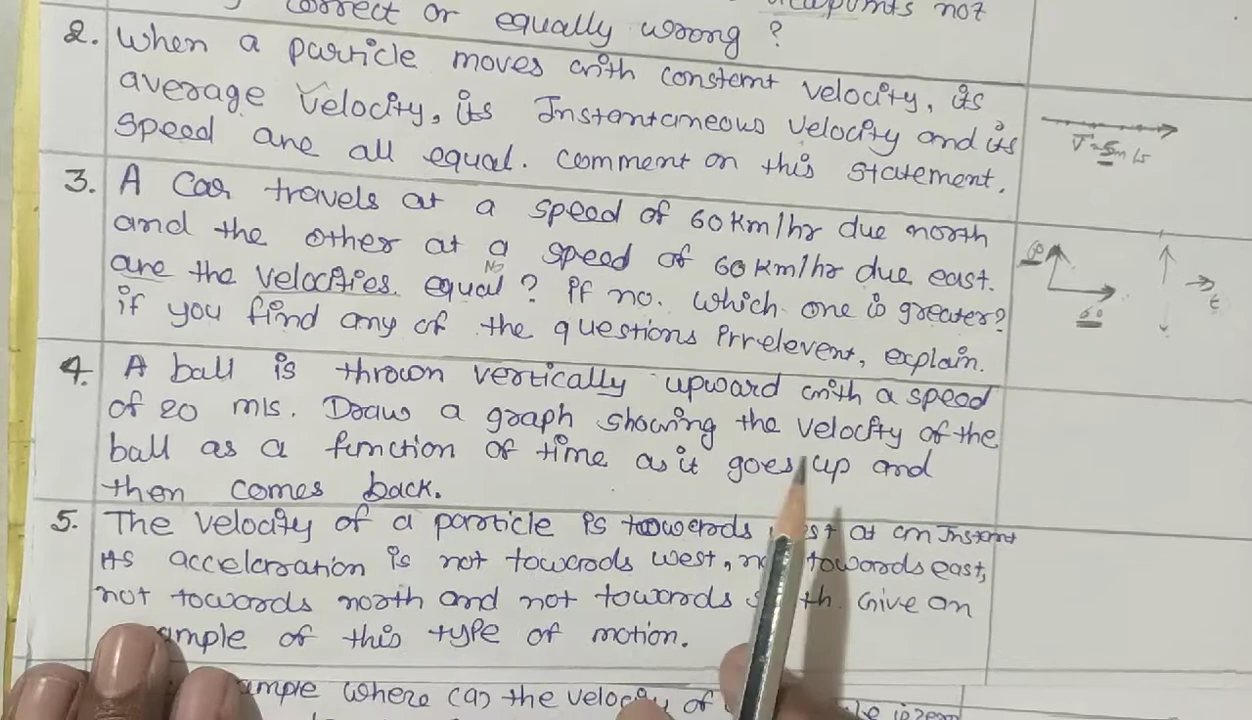 correct or equally wrong ?
2. When a particle moves with constemt velocity, its
average velocity, its Instantaneous velocity and its
speed are all equal. Comment on this statement.
V=5m/s
3. A Car travels at a speed of 60 km/hr due north
and the other at a speed of 60 km/hr due east.
are the velocities equal ? If no. which one is greater?
No
if you find any of the questions Irrelevent, explain.
60
60
E
4. A ball is thrown vertically upward with a speed
of 20 m/s. Draw a graph showing the velocity of the
ball as a function of time as it goes up and
then comes back.
5. The velocity of a particle is towards at an Instant
Its acceleration is not towards west, towards east,
not towards north and not towards Give an
of this type of motion.
where (a) the velocity of